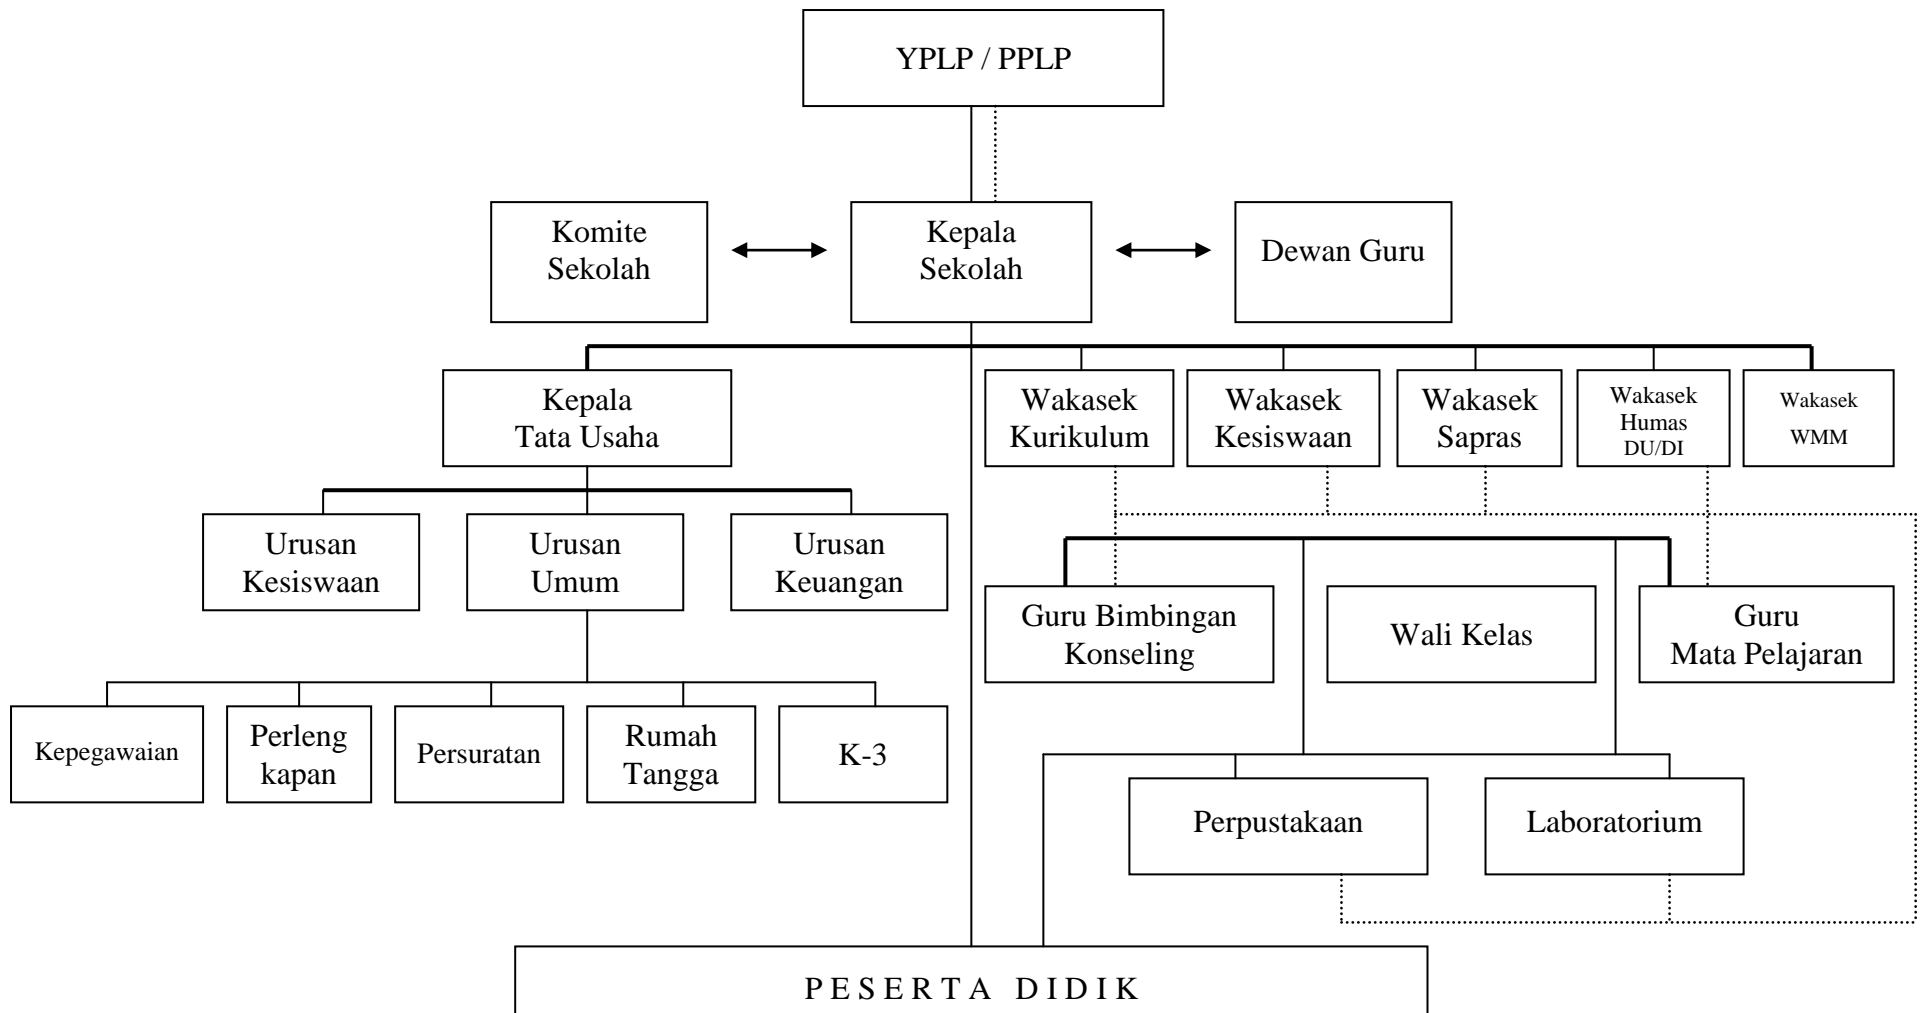 YPLP / PPLP
Komite
Sekolah
Kepala
Sekolah
Dewan Guru
Kepala
Tata Usaha
Wakasek
Kurikulum
Wakasek
Kesiswaan
Wakasek
Sapras
Wakasek
Humas
DU/DI
Wakasek
WMM
Urusan
Kesiswaan
Urusan
Umum
Urusan
Keuangan
Guru Bimbingan
Konseling
Wali Kelas
Guru
Mata Pelajaran
Kepegawaian
Perleng
kapan
Persuratan
Rumah
Tangga
K-3
Perpustakaan
Laboratorium
P E S E R T A   D I D I K